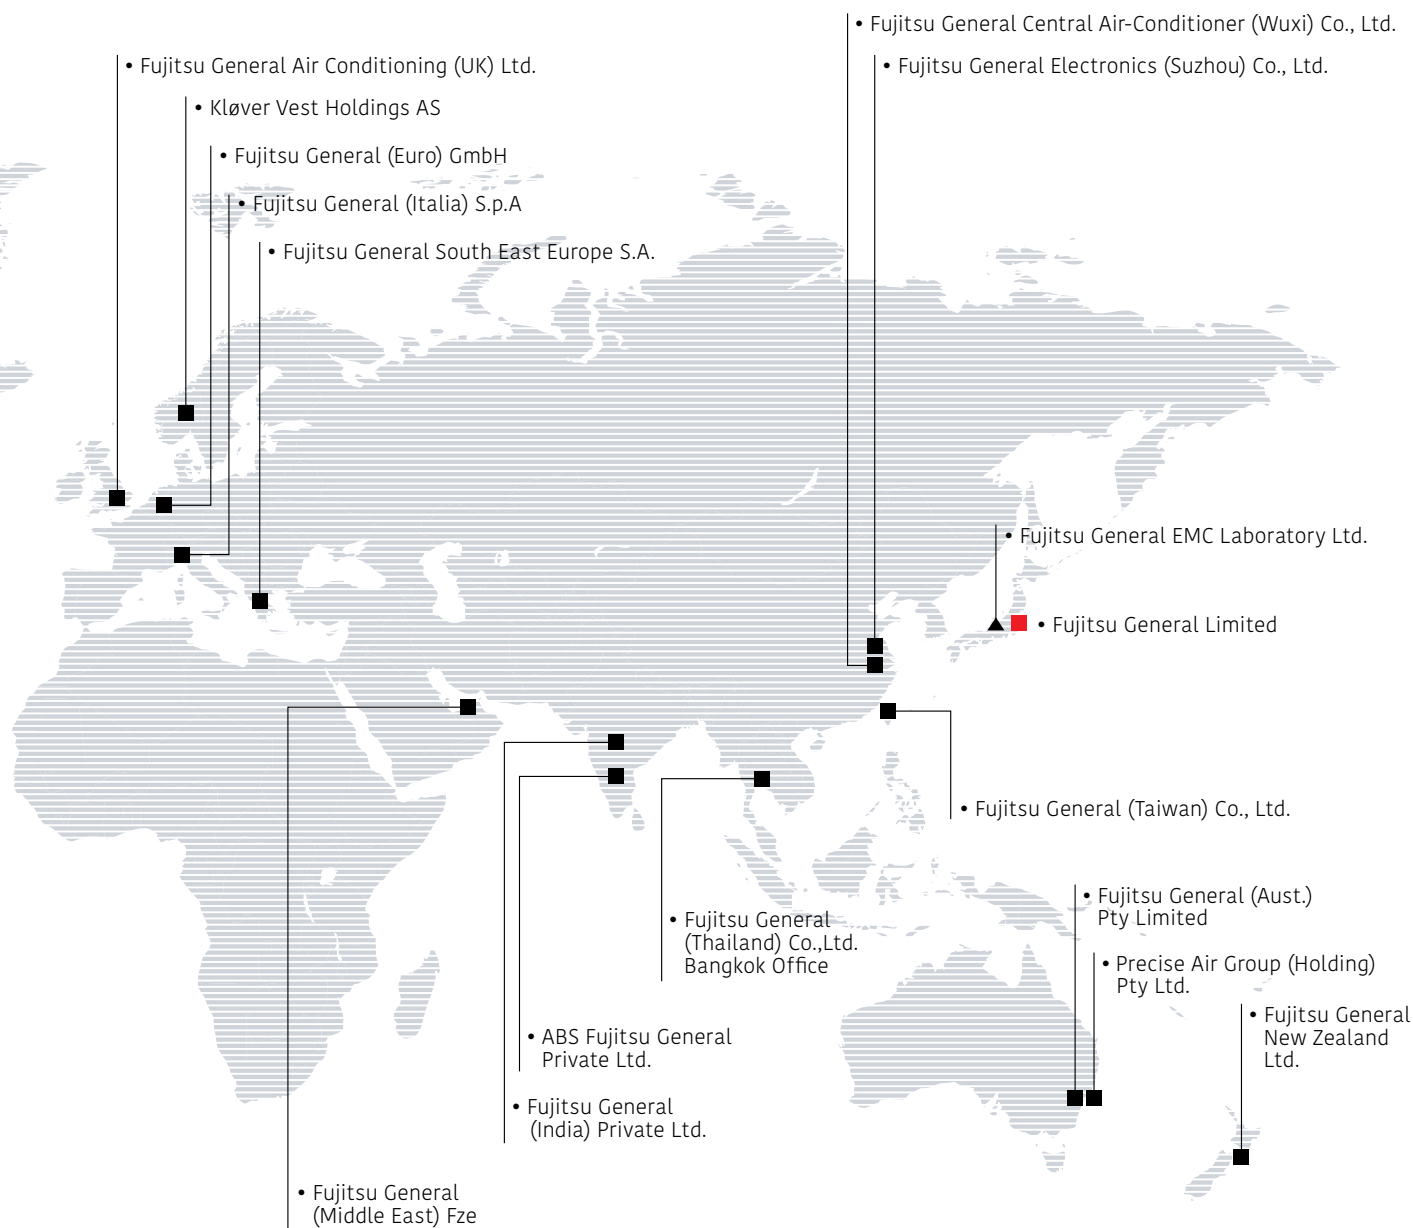 • Fujitsu General Central Air-Conditioner (Wuxi) Co., Ltd.
• Fujitsu General Air Conditioning (UK) Ltd.
• Fujitsu General Electronics (Suzhou) Co., Ltd.
• Kløver Vest Holdings AS
• Fujitsu General (Euro) GmbH
• Fujitsu General (Italia) S.p.A
• Fujitsu General South East Europe S.A.
• Fujitsu General EMC Laboratory Ltd.
• Fujitsu General Limited
• Fujitsu General (Taiwan) Co., Ltd.
• Fujitsu General (Aust.)
Pty Limited
• Fujitsu General
(Thailand) Co.,Ltd.
Bangkok Office
• Precise Air Group (Holding)
Pty Ltd.
• Fujitsu General
New Zealand
Ltd.
• ABS Fujitsu General
Private Ltd.
• Fujitsu General
(India) Private Ltd.
• Fujitsu General
(Middle East) Fze